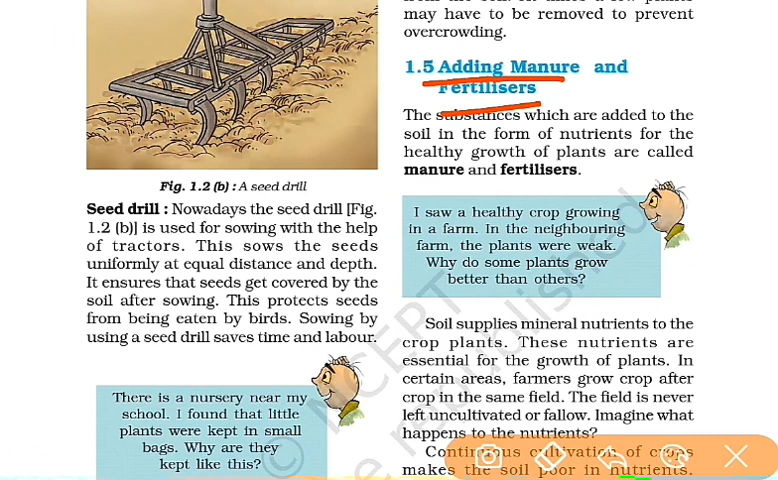 may have to be removed to prevent
overcrowding.
1.5 Adding Manure and
Fertilisers
The substances which are added to the
soil in the form of nutrients for the
healthy growth of plants are called
manure and fertilisers.
Fig. 1.2 (b) : A seed drill
Seed drill : Nowadays the seed drill [Fig.
1.2 (b)] is used for sowing with the help
of tractors. This sows the seeds
uniformly at equal distance and depth.
It ensures that seeds get covered by the
soil after sowing. This protects seeds
from being eaten by birds. Sowing by
using a seed drill saves time and labour.
There is a nursery near my
school. I found that little
plants were kept in small
bags. Why are they
kept like this?
I saw a healthy crop growing
in a farm. In the neighbouring
farm, the plants were weak.
Why do some plants grow
better than others?
Soil supplies mineral nutrients to the
crop plants. These nutrients are
essential for the growth of plants. In
certain areas, farmers grow crop after
crop in the same field. The field is never
left uncultivated or fallow. Imagine what
happens to the nutrients?
Continuous cultivation of crops
makes the soil poor in nutrients.
© NCERT